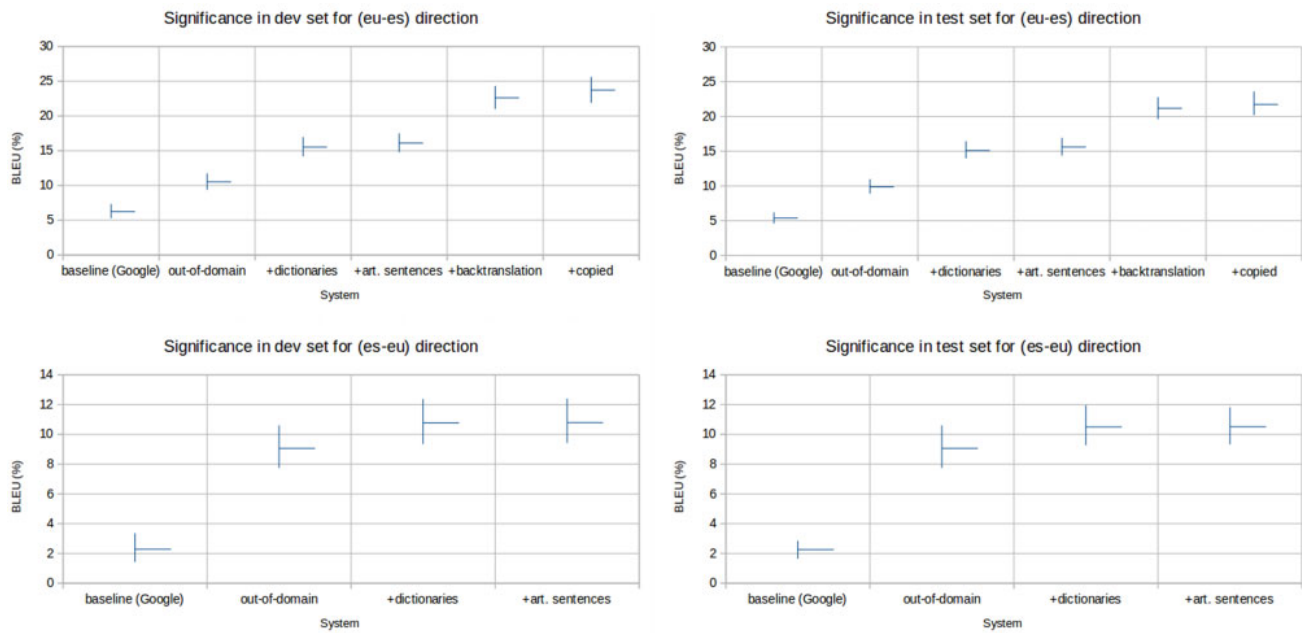 Significance in dev set for (eu-es) direction
30
25
20
15
10
5
0
BLEU (%)
baseline (Google) out-of-domain +dictionaries +art. sentences +backtranslation +copied
System
Significance in test set for (eu-es) direction
30
25
20
15
10
5
0
BLEU (%)
baseline (Google) out-of-domain +dictionaries +art. sentences +backtranslation +copied
System
Significance in dev set for (es-eu) direction
14
12
10
8
6
4
2
0
BLEU (%)
baseline (Google) out-of-domain +dictionaries +art. sentences
System
Significance in test set for (es-eu) direction
14
12
10
8
6
4
2
0
BLEU (%)
baseline (Google) out-of-domain +dictionaries +art. sentences
System